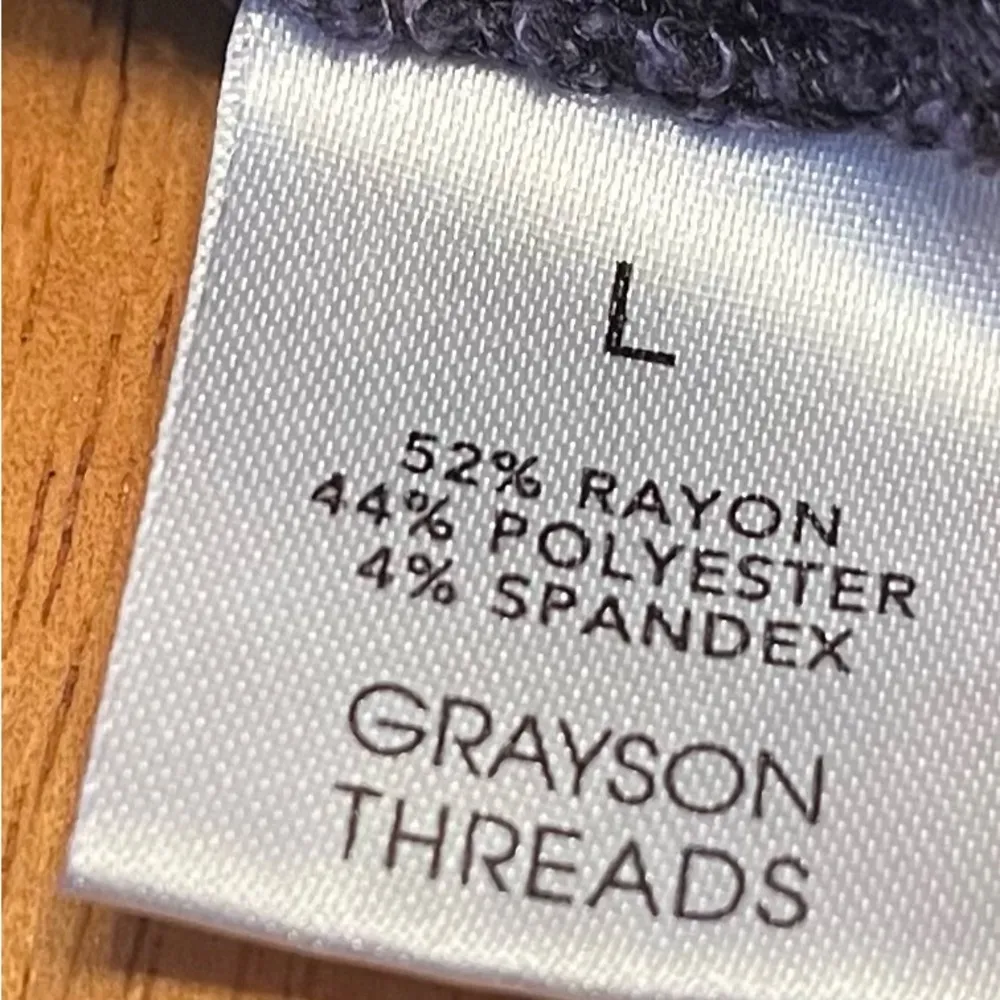 L
52% RAYON
44% POLYESTER
4% SPANDEX
GRAYSON
THREADS